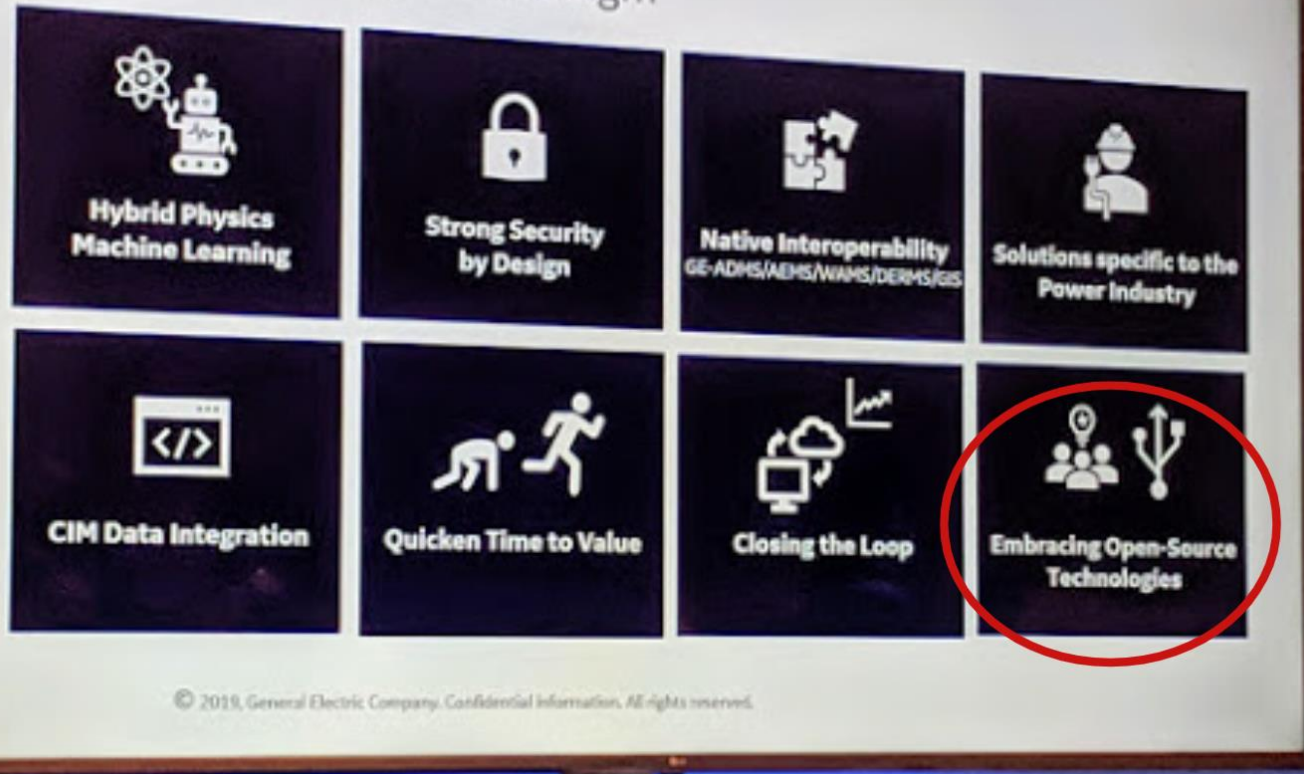 Hybrid Physics
Machine Learning
Strong Security
by Design
Native Interoperability
GE-ADMS/AEMS/WAMS/DERMS/GIS
Solutions specific to the
Power Industry
CIM Data Integration
Quicken Time to Value
Closing the Loop
Embracing Open-Source
Technologies
© 2019, General Electric Company. Confidential Information. All rights reserved.